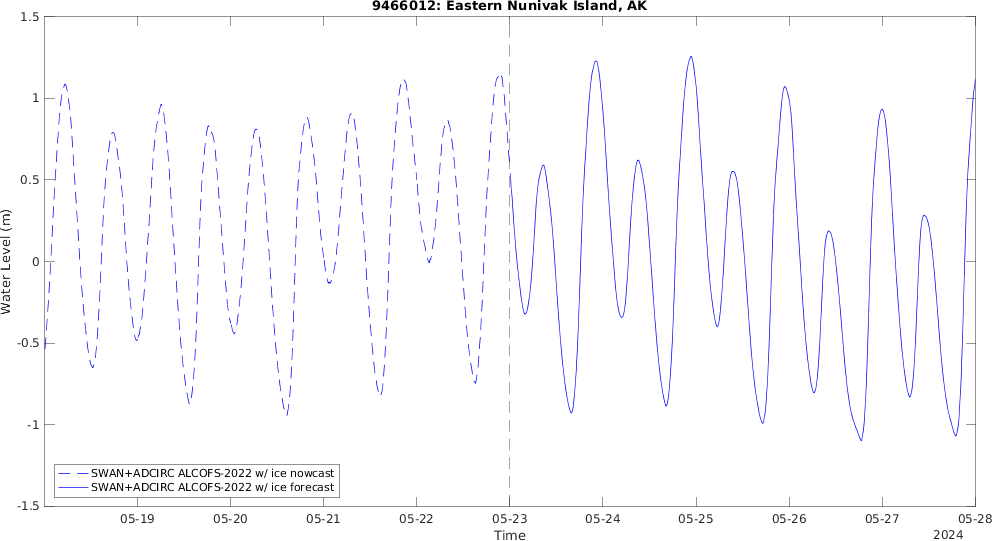 9466012: Eastern Nunivak Island, AK
1.5
1
0.5
0
-0.5
-1
-1.5
Water Level (m)
SWAN+ADCIRC ALCOFS-2022 w/ ice nowcast
SWAN+ADCIRC ALCOFS-2022 w/ ice forecast
05-19 05-20 05-21 05-22 05-23 05-24 05-25 05-26 05-27 05-28
Time
2024